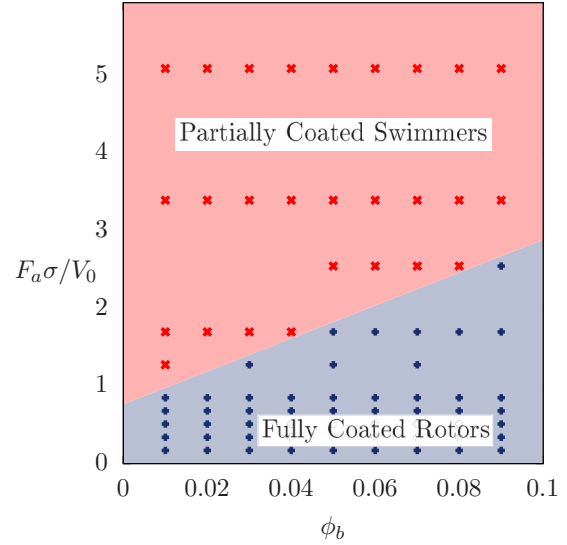 5
Partially Coated Swimmers
4
3
F_aσ/V_0
2
1
Fully Coated Rotors
0
0 0.02 0.04 0.06 0.08 0.1
ϕ_b